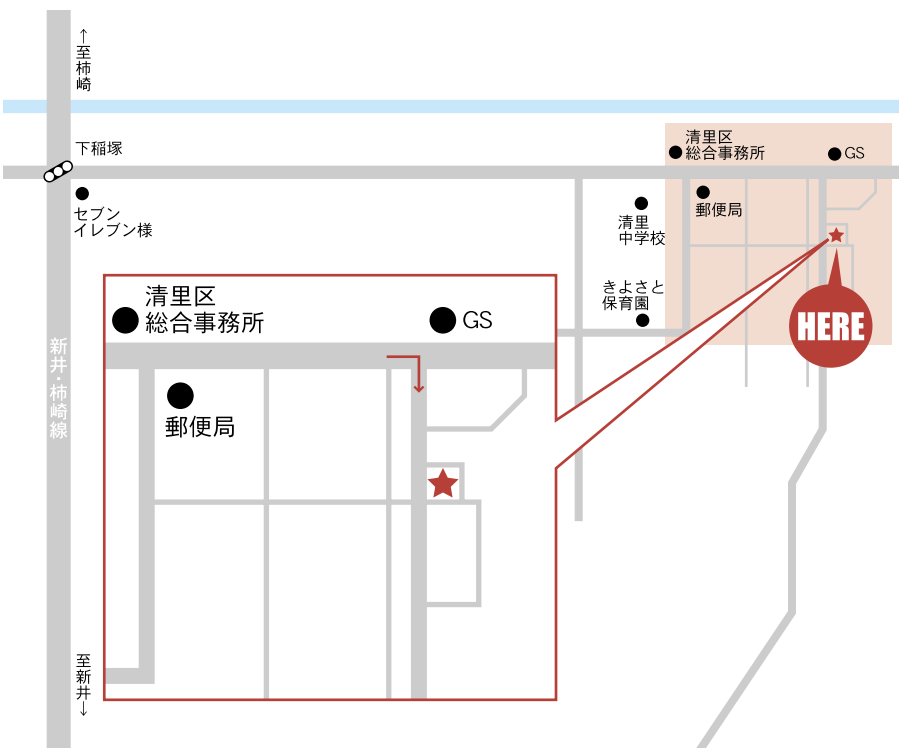 ↑至柿崎
下稲塚
セブン
イレブン様
新井・柿崎線
至新井↓
清里区
総合事務所
GS
郵便局
清里
中学校
きよさと
保育園
HERE
清里区
総合事務所
GS
郵便局